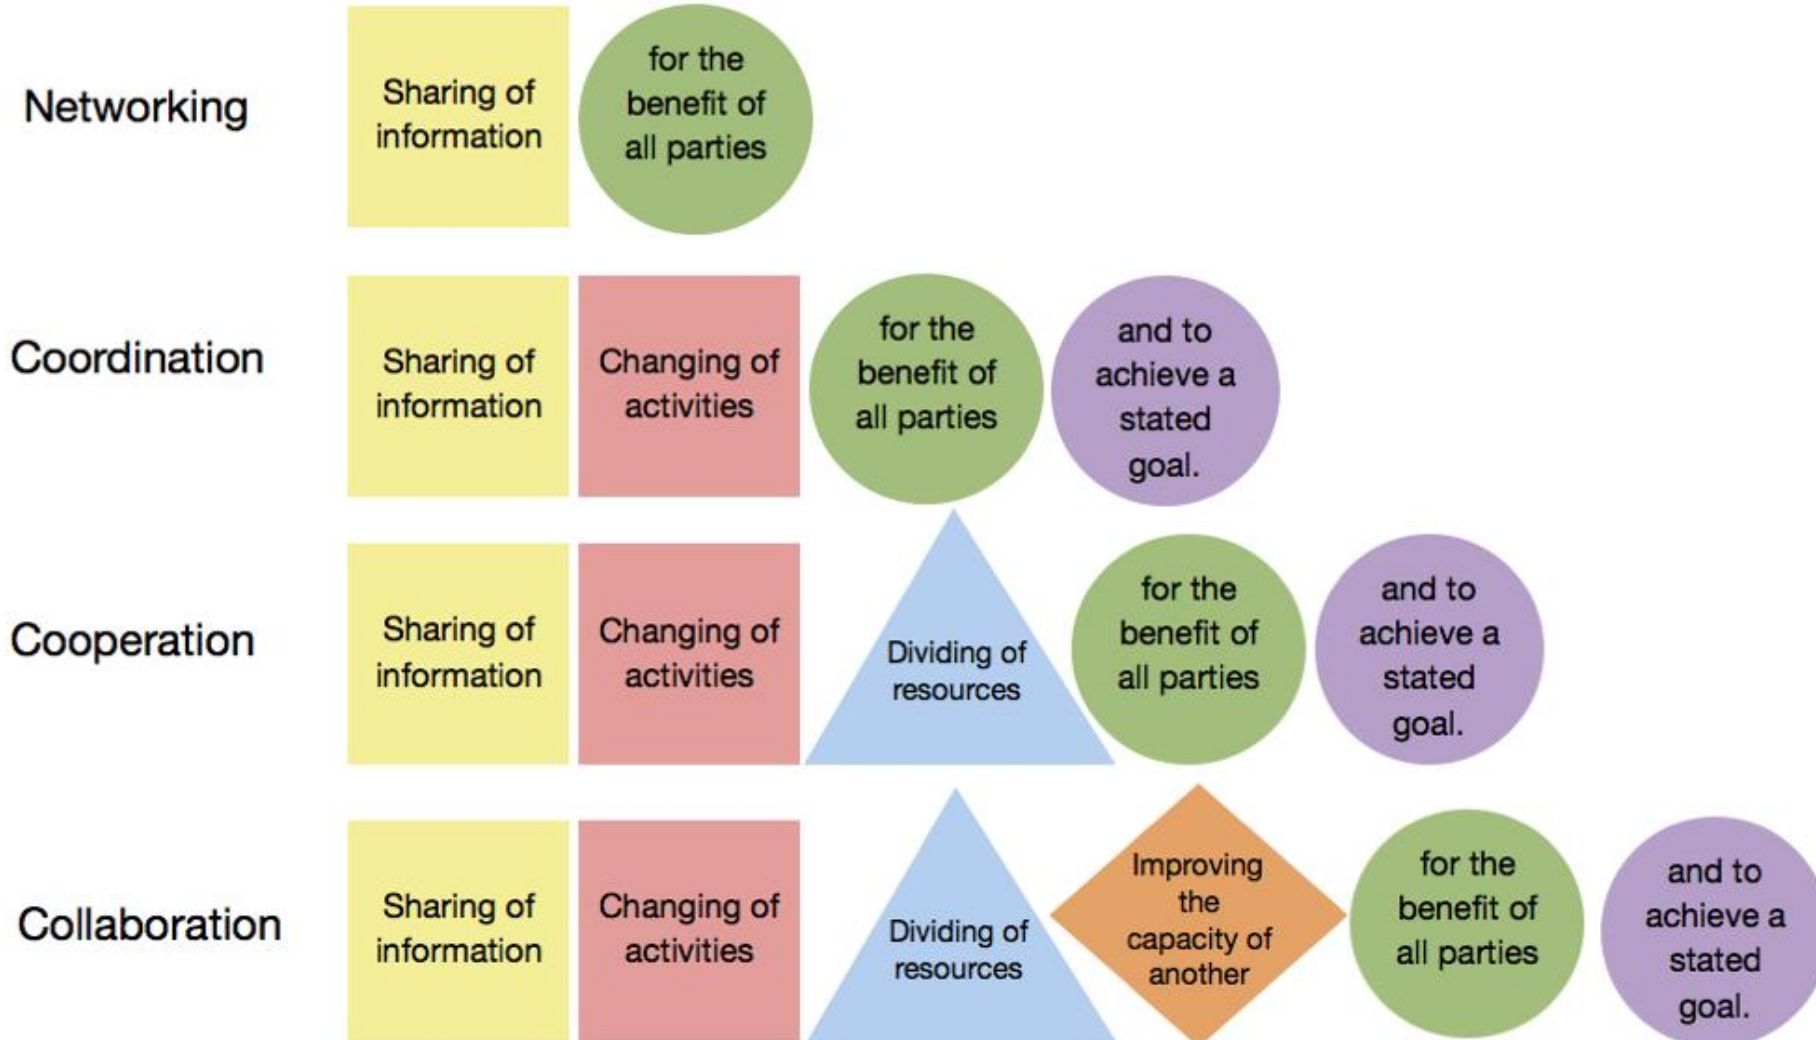 Networking
Sharing of
information
for the
benefit of
all parties
Coordination
Sharing of
information
Changing of
activities
for the
benefit of
all parties
and to
achieve a
stated
goal.
Cooperation
Sharing of
information
Changing of
activities
Dividing of
resources
for the
benefit of
all parties
and to
achieve a
stated
goal.
Collaboration
Sharing of
information
Changing of
activities
Dividing of
resources
Improving
the
capacity of
another
for the
benefit of
all parties
and to
achieve a
stated
goal.